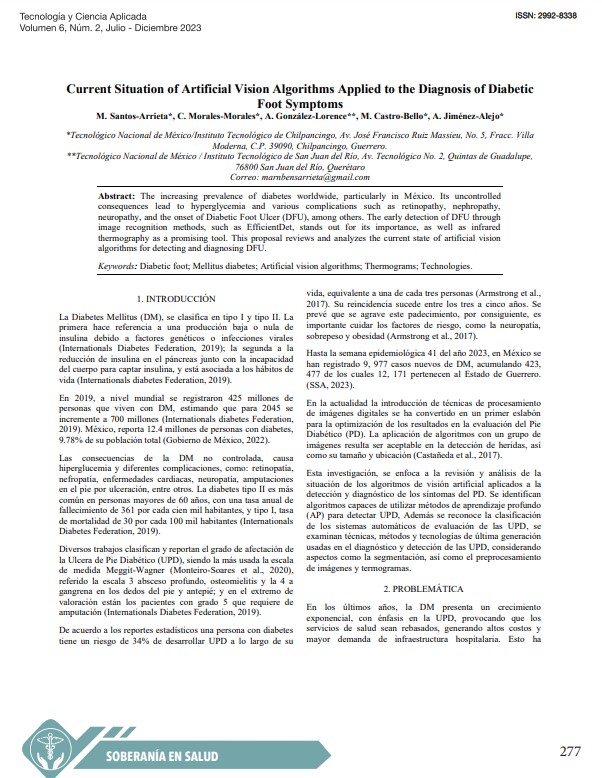 Tecnología y Ciencia Aplicada
Volumen 6, Núm. 2, Julio - Diciembre 2023
ISSN: 2992-8338
Current Situation of Artificial Vision Algorithms Applied to the Diagnosis of Diabetic
Foot Symptoms
M. Santos-Arrieta*, C. Morales-Morales*, A. González-Lorence**, M. Castro-Bello*, A. Jiménez-Alejo*
*Tecnológico Nacional de México/Instituto Tecnológico de Chilpancingo, Av. José Francisco Ruiz Massieu, No. 5, Fracc. Villa
Moderna, C.P. 39090, Chilpancingo, Guerrero.
**Tecnológico Nacional de México / Instituto Tecnológico de San Juan del Río, Av. Tecnológico No. 2, Quintas de Guadalupe,
76800 San Juan del Río, Querétaro
Correo: marnbensarrieta@gmail.com
Abstract: The increasing prevalence of diabetes worldwide, particularly in México. Its uncontrolled
consequences lead to hyperglycemia and various complications such as retinopathy, nephropathy,
neuropathy, and the onset of Diabetic Foot Ulcer (DFU), among others. The early detection of DFU through
image recognition methods, such as EfficientDet, stands out for its importance, as well as infrared
thermography as a promising tool. This proposal reviews and analyzes the current state of artificial vision
algorithms for detecting and diagnosing DFU.
Keywords: Diabetic foot; Mellitus diabetes; Artificial vision algorithms; Thermograms; Technologies.
1. INTRODUCCIÓN
La Diabetes Mellitus (DM), se clasifica en tipo I y tipo II. La
primera hace referencia a una producción baja o nula de
insulina debido a factores genéticos o infecciones virales
(Internationals Diabetes Federation, 2019); la segunda a la
reducción de insulina en el páncreas junto con la incapacidad
del cuerpo para captar insulina, y está asociada a los hábitos de
vida (Internationals diabetes Federation, 2019).
En 2019, a nivel mundial se registraron 425 millones de
personas que viven con DM, estimando que para 2045 se
incremente a 700 millones (Internationals diabetes Federation,
2019). México, reporta 12.4 millones de personas con diabetes,
9.78% de su población total (Gobierno de México, 2022).
Las consecuencias de la DM no controlada, causa
hiperglucemia y diferentes complicaciones, como: retinopatía,
nefropatía, enfermedades cardiacas, neuropatía, amputaciones
en el pie por ulceración, entre otros. La diabetes tipo II es más
común en personas mayores de 60 años, con una tasa anual de
fallecimiento de 361 por cada cien mil habitantes, y tipo I, tasa
de mortalidad de 30 por cada 100 mil habitantes (Internationals
Diabetes Federation, 2019).
Diversos trabajos clasifican y reportan el grado de afectación de
la Ulcera de Pie Diabético (UPD), siendo la más usada la escala
de medida Meggit-Wagner (Monteiro-Soares et al., 2020),
referido la escala 3 absceso profundo, osteomielitis y la 4 a
gangrena en los dedos del pie y antepié; y en el extremo de
valoración están los pacientes con grado 5 que requiere de
amputación (Internationals Diabetes Federation, 2019).
De acuerdo a los reportes estadísticos una persona con diabetes
tiene un riesgo de 34% de desarrollar UPD a lo largo de su
vida, equivalente a una de cada tres personas (Armstrong et al.,
2017). Su reincidencia sucede entre los tres a cinco años. Se
prevé que se agrave este padecimiento, por consiguiente, es
importante cuidar los factores de riesgo, como la neuropatía,
sobrepeso y obesidad (Armstrong et al., 2017).
Hasta la semana epidemiológica 41 del año 2023, en México se
han registrado 9, 977 casos nuevos de DM, acumulando 423,
477 de los cules 12, 171 pertenecen al Estado de Guerrero.
(SSA, 2023).
En la actualidad la introducción de técnicas de procesamiento
de imágenes digitales se ha convertido en un primer eslabón
para la optimización de los resultados en la evaluación del Pie
Diabético (PD). La aplicación de algoritmos con un grupo de
imágenes resulta ser aceptable en la detección de heridas, así
como su tamaño y ubicación (Castañeda et al., 2017).
Esta investigación, se enfoca a la revisión y análisis de la
situación de los algoritmos de visión artificial aplicados a la
detección y diagnóstico de los síntomas del PD. Se identifican
algoritmos capaces de utilizar métodos de aprendizaje profundo
(AP) para detectar UPD, Además se reconoce la clasificación
de los sistemas automáticos de evaluación de las UPD, se
examinan técnicas, métodos y tecnologías de última generación
usadas en el diagnóstico y detección de las UPD, considerando
aspectos como la segmentación, así como el preprocesamiento
de imágenes y termogramas.
2. PROBLEMÁTICA
En los últimos años, la DM presenta un crecimiento
exponencial, con énfasis en la UPD, provocando que los
servicios de salud sean rebasados, generando altos costos y
mayor demanda de infraestructura hospitalaria. Esto ha
SOBERANÍA EN SALUD
277